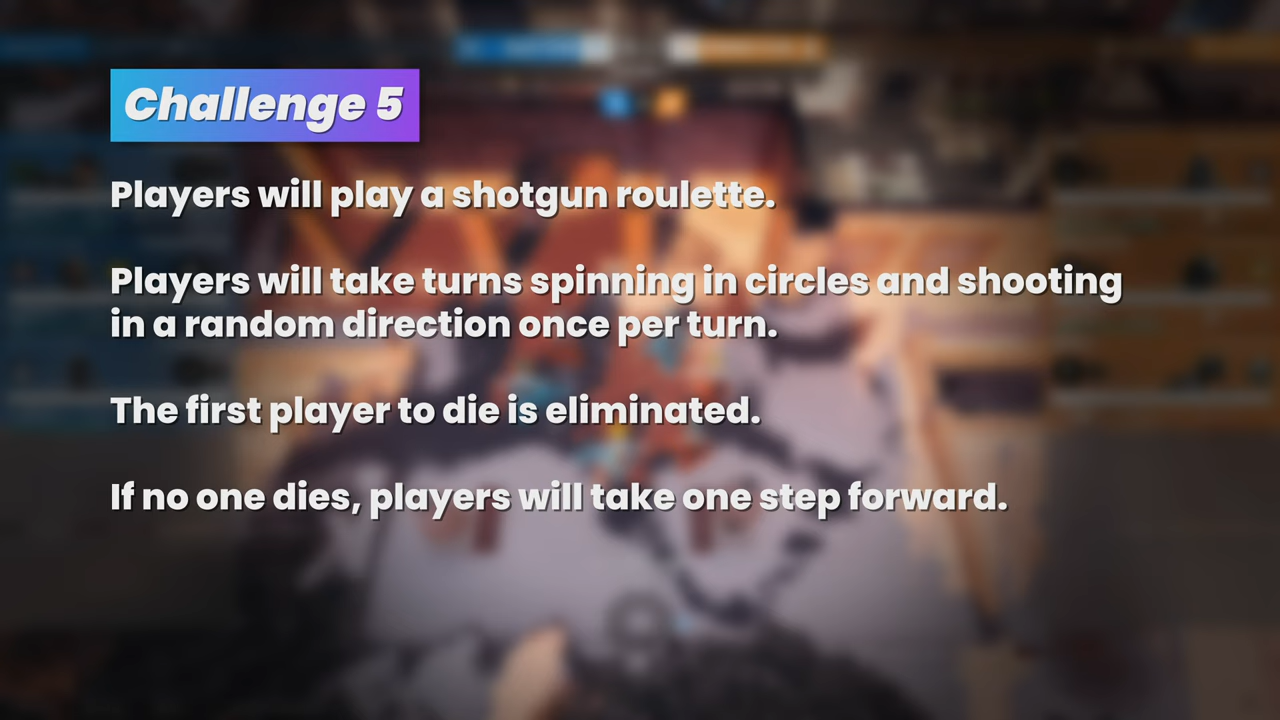 Challenge 5
Players will play a shotgun roulette.
Players will take turns spinning in circles and shooting
in a random direction once per turn.
The first player to die is eliminated.
If no one dies, players will take one step forward.